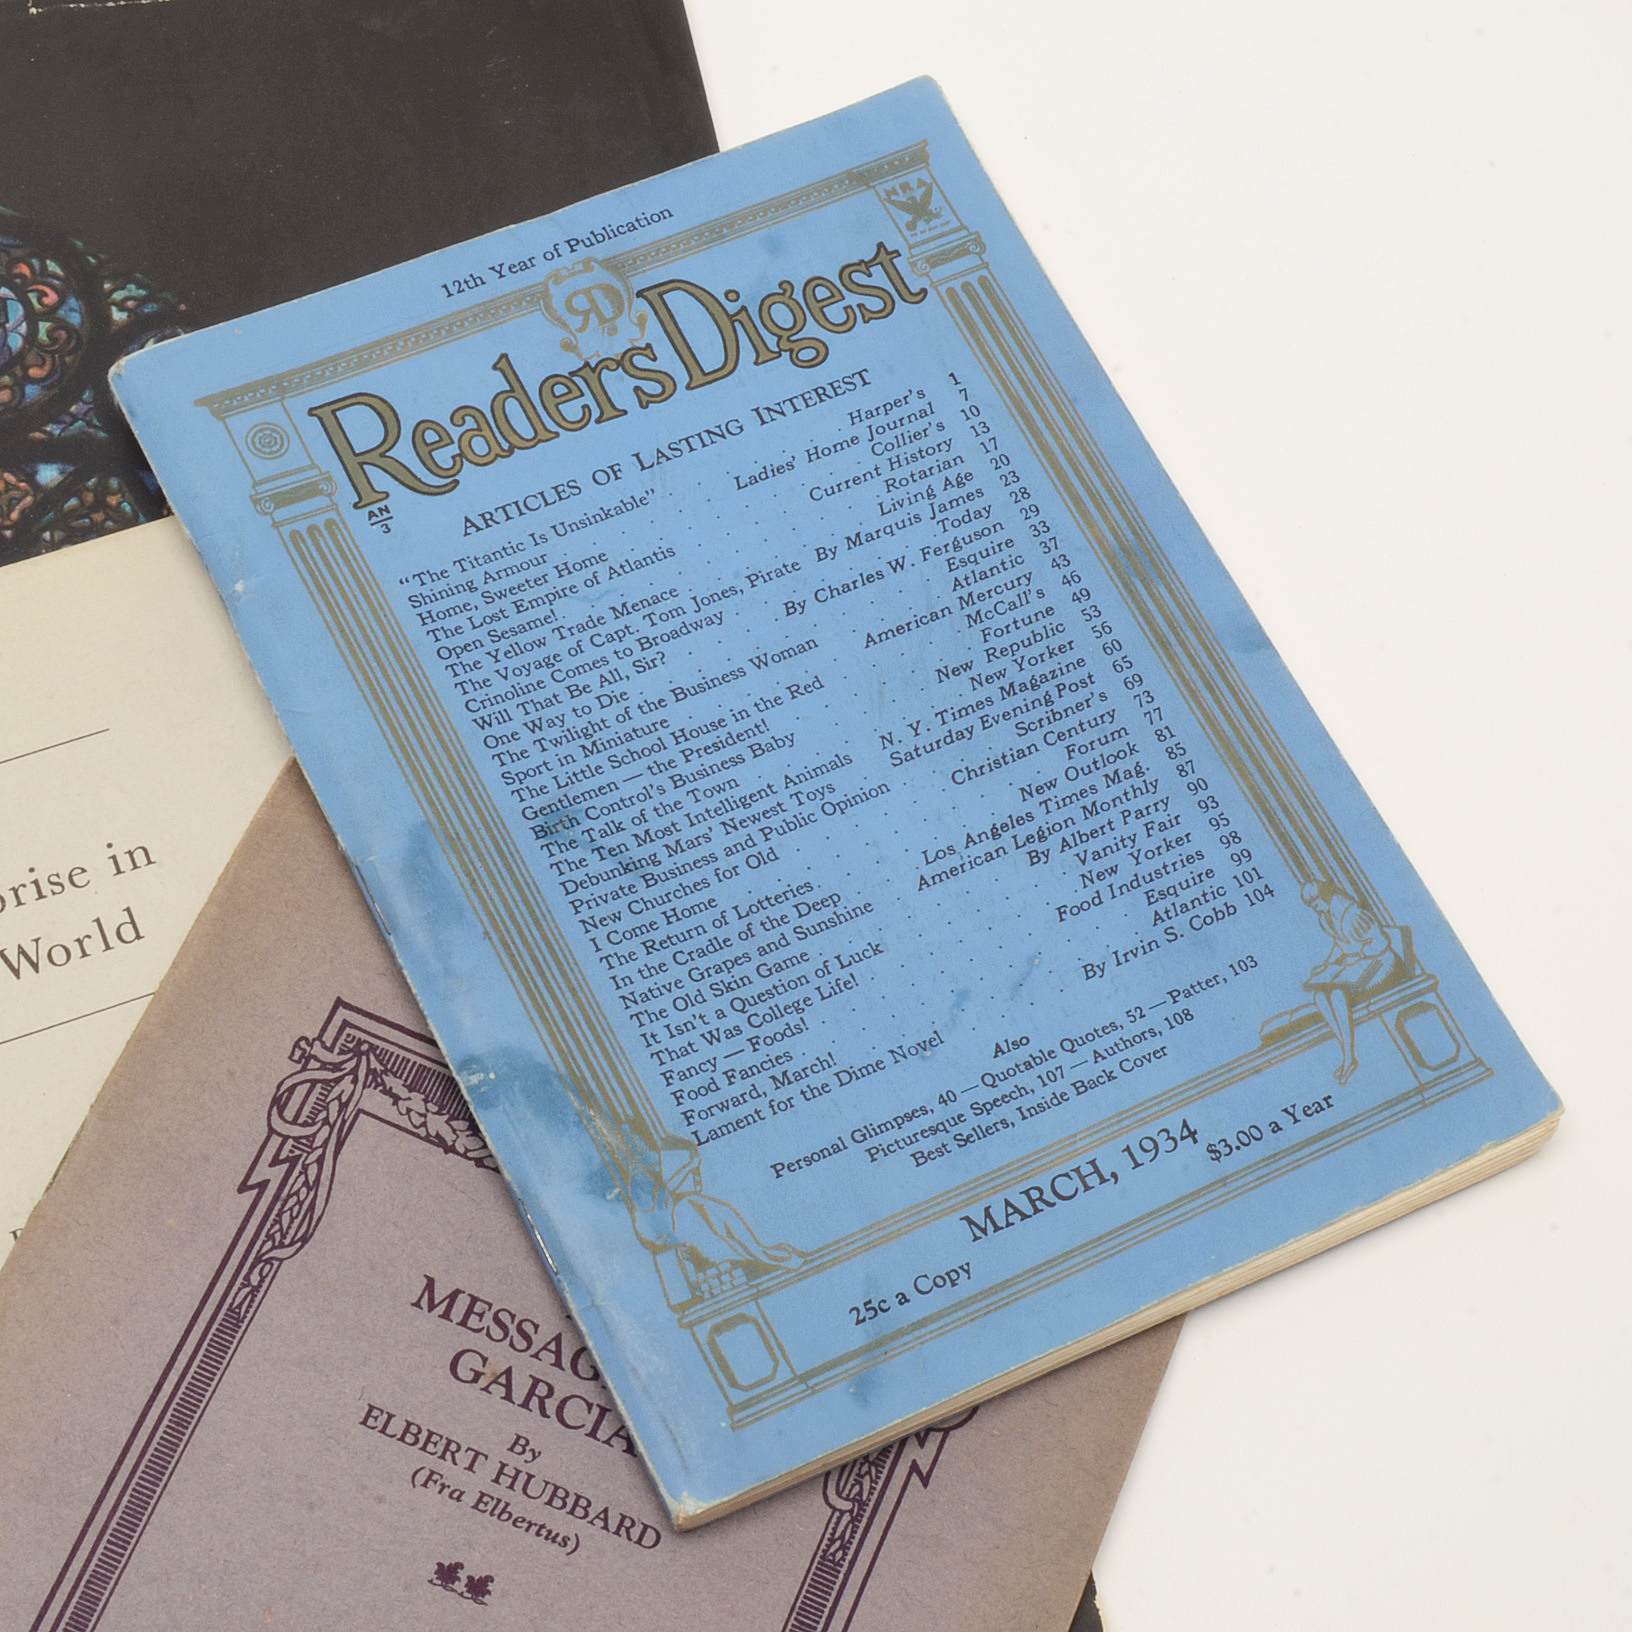 12th Year of Publication
NRA
RD
Readers Digest
AN
3
ARTICLES OF LASTING INTEREST
"The Titantic Is Unsinkable" . . Harper's 1
Shining Armour . . . Ladies' Home Journal 7
Home, Sweeter Home . . . Collier's 10
The Lost Empire of Atlantis . . . Current History 13
Open Sesame! . . . Rotarian 17
The Yellow Trade Menace . . . Living Age 20
The Voyage of Capt. Tom Jones, Pirate By Marquis James 23
Crinoline Comes to Broadway . . . Today 28
Will That Be All, Sir? . . By Charles W. Ferguson 29
One Way to Die . . . Esquire 33
The Twilight of the Business Woman . . Atlantic 37
Sport in Miniature . . . American Mercury 43
The Little School House in the Red . . McCall's 46
Gentlemen — the President! . . . Fortune 49
Birth Control's Business Baby . . New Republic 53
The Talk of the Town . . . New Yorker 56
The Ten Most Intelligent Animals . N. Y. Times Magazine 60
Debunking Mars' Newest Toys . . Saturday Evening Post 65
Private Business and Public Opinion . . Scribner's 69
New Churches for Old . . . Christian Century 73
I Come Home . . . Forum 77
The Return of Lotteries . . . New Outlook 81
In the Cradle of the Deep . . Los Angeles Times Mag. 85
Native Grapes and Sunshine . American Legion Monthly 87
The Old Skin Game . . . By Albert Parry 90
It Isn't a Question of Luck . . . Vanity Fair 93
That Was College Life! . . . New Yorker 95
Fancy — Foods! . . . Food Industries 98
Food Fancies . . . Esquire 99
Forward, March! . . . Atlantic 101
Lament for the Dime Novel . . By Irvin S. Cobb 104
Also
Personal Glimpses, 40 — Quotable Quotes, 52 — Patter, 103
Picturesque Speech, 107 — Authors, 108
Best Sellers, Inside Back Cover
MARCH, 1934
25c a Copy $3.00 a Year
prise in
World
MESSAG
GARCIA
By
ELBERT HUBBARD
(Fra Elbertus)